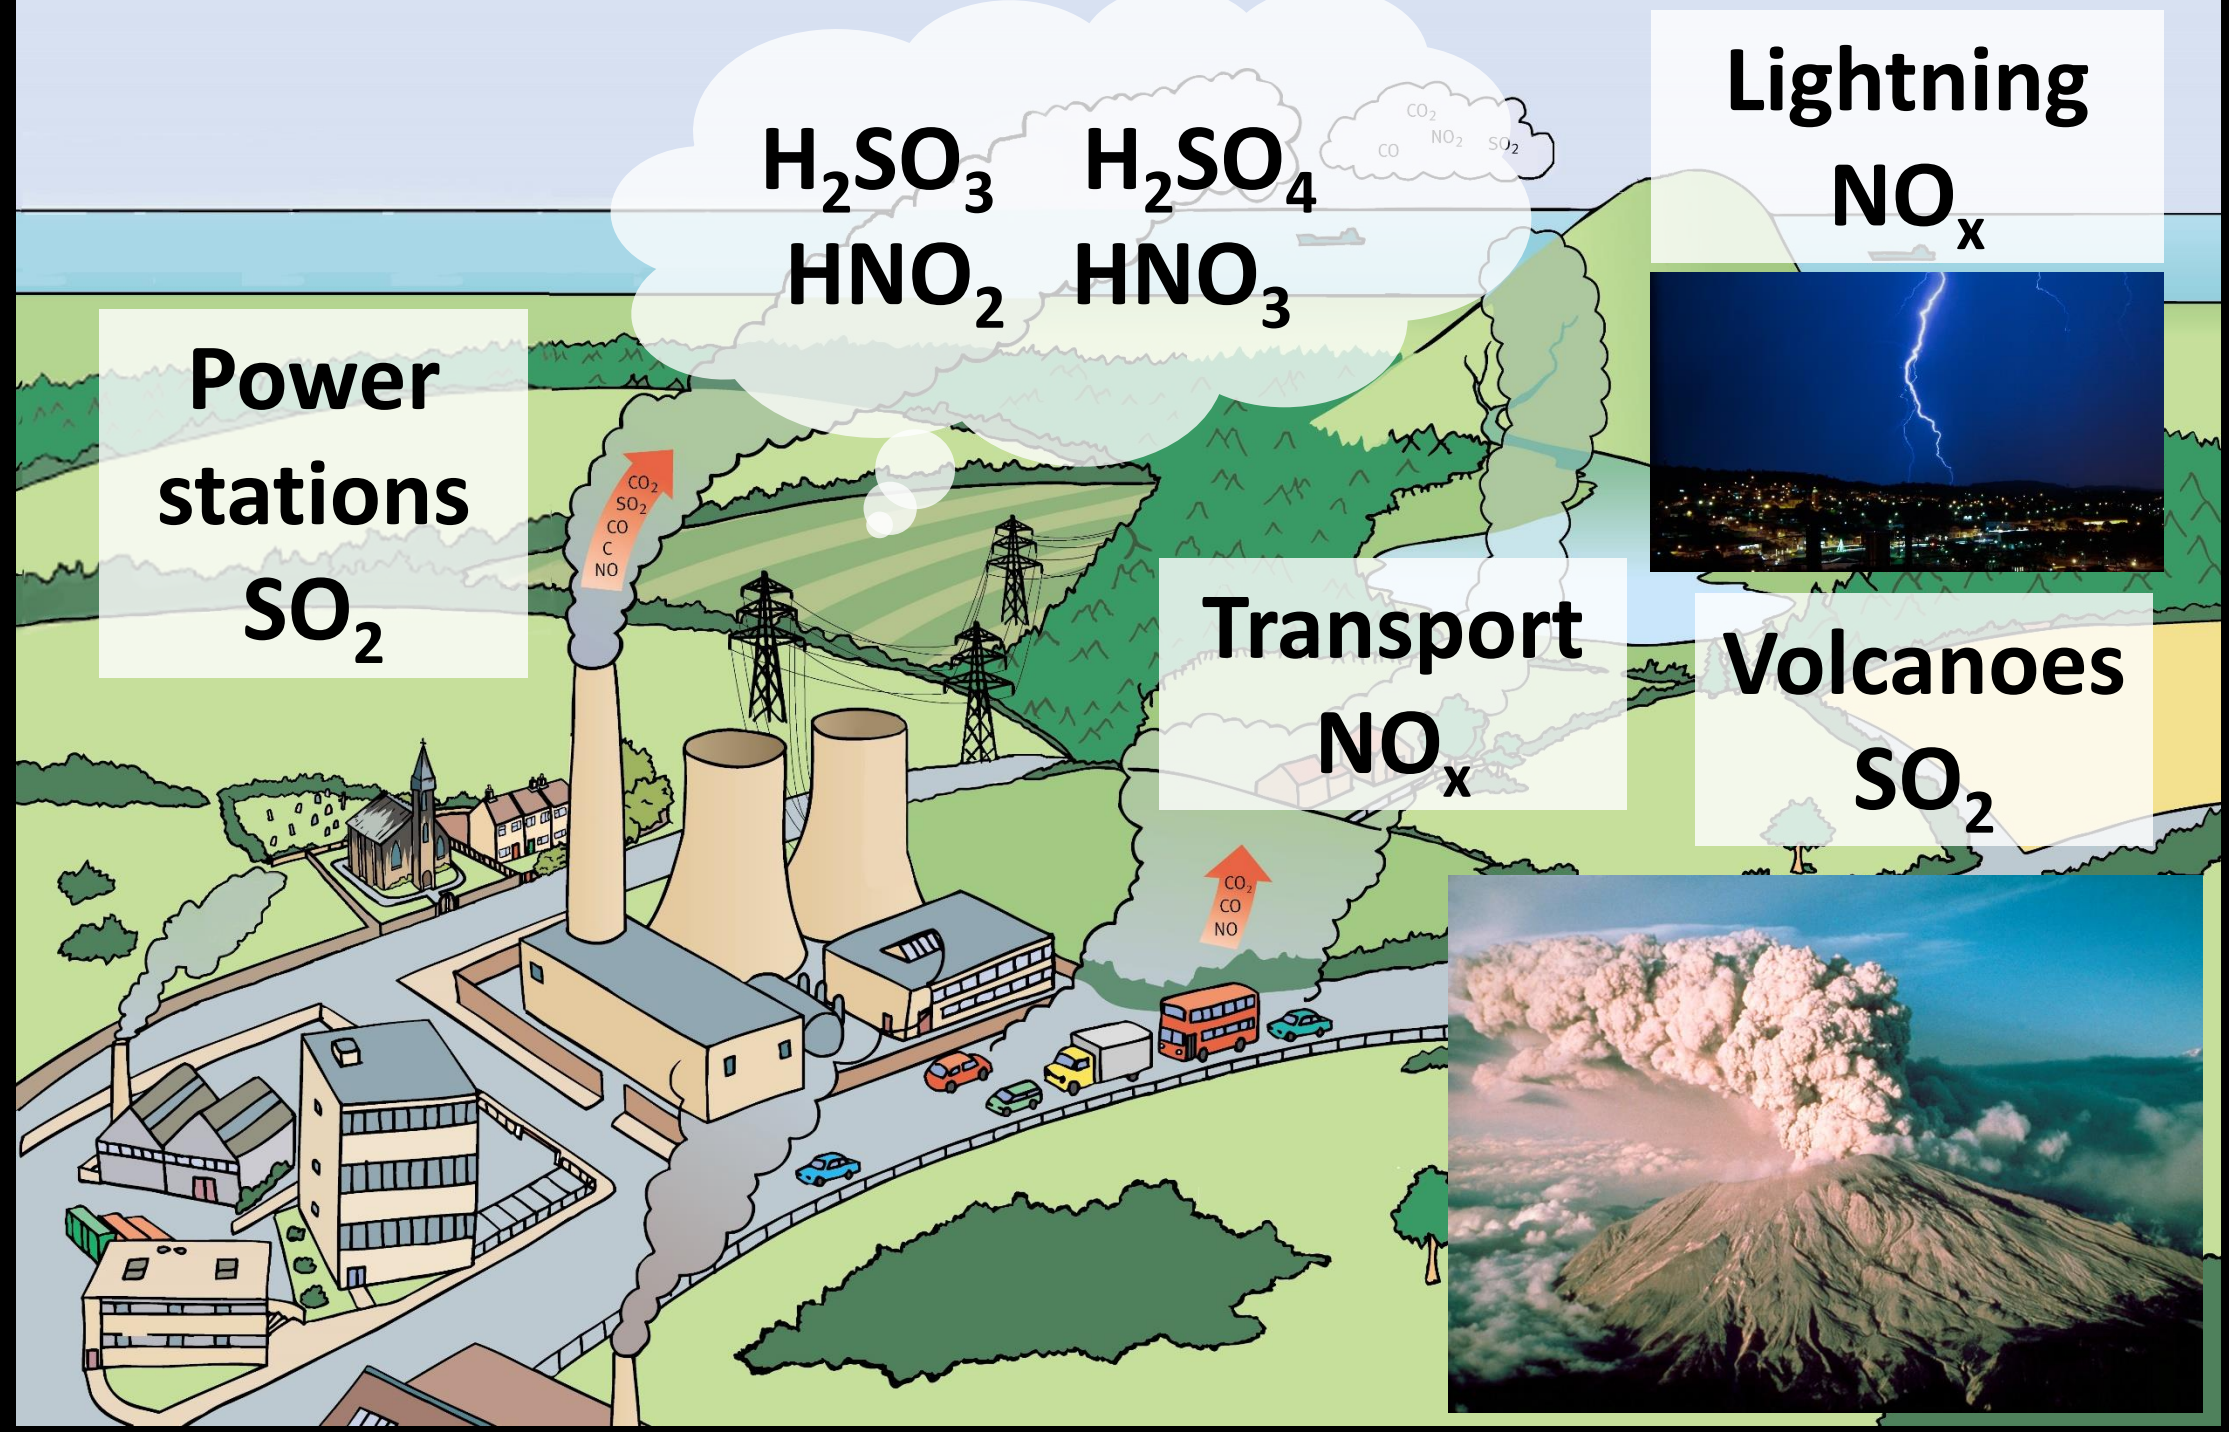 H₂SO₃ H₂SO₄
HNO₂ HNO₃
CO₂
NO₂ SO₂
CO
Lightning
NOₓ
Power
stations
SO₂
CO₂
SO₂
CO
C
NO
Transport
NOₓ
Volcanoes
SO₂
CO₂
CO
NO